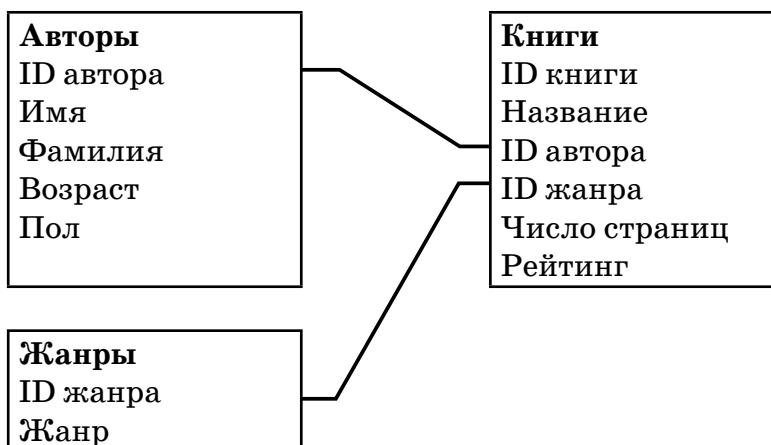 Авторы
ID автора
Имя
Фамилия
Возраст
Пол
Книги
ID книги
Название
ID автора
ID жанра
Число страниц
Рейтинг
Жанры
ID жанра
Жанр